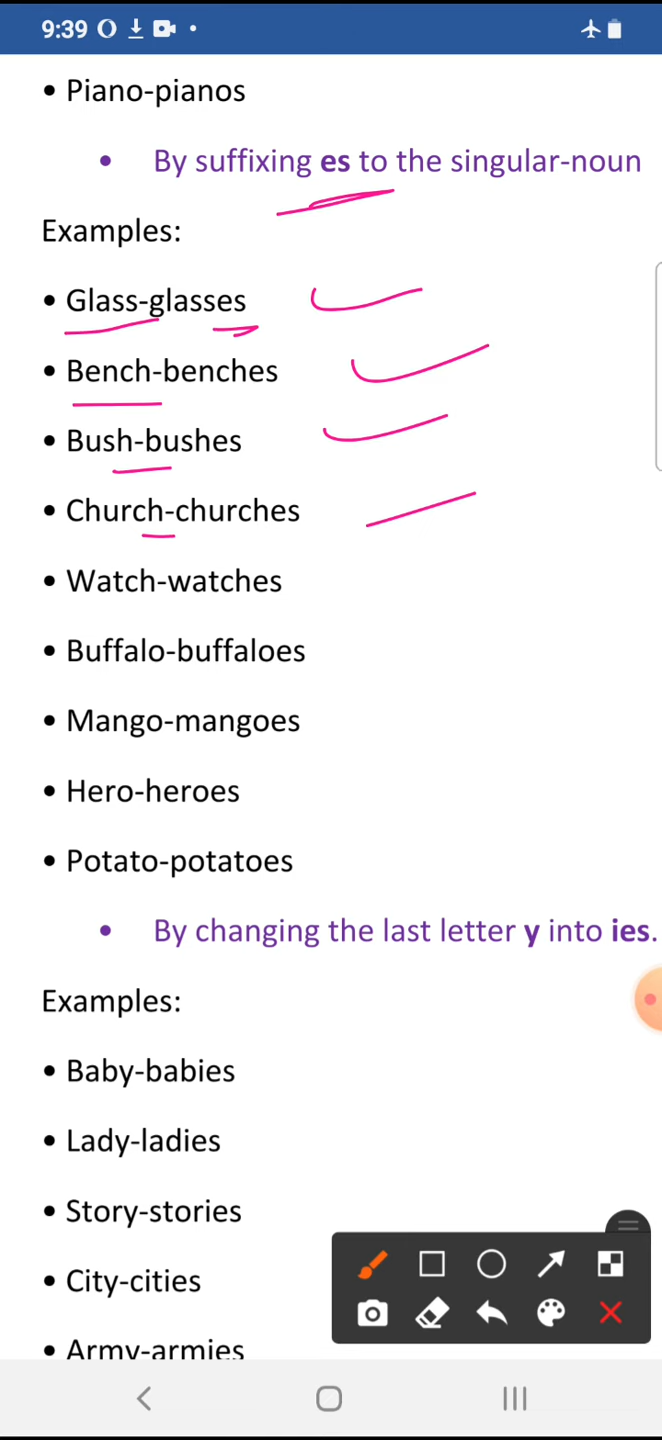 9:39
• Piano-pianos
• By suffixing es to the singular-noun
Examples:
• Glass-glasses
• Bench-benches
• Bush-bushes
• Church-churches
• Watch-watches
• Buffalo-buffaloes
• Mango-mangoes
• Hero-heroes
• Potato-potatoes
• By changing the last letter y into ies.
Examples:
• Baby-babies
• Lady-ladies
• Story-stories
• City-cities
• Army-armies